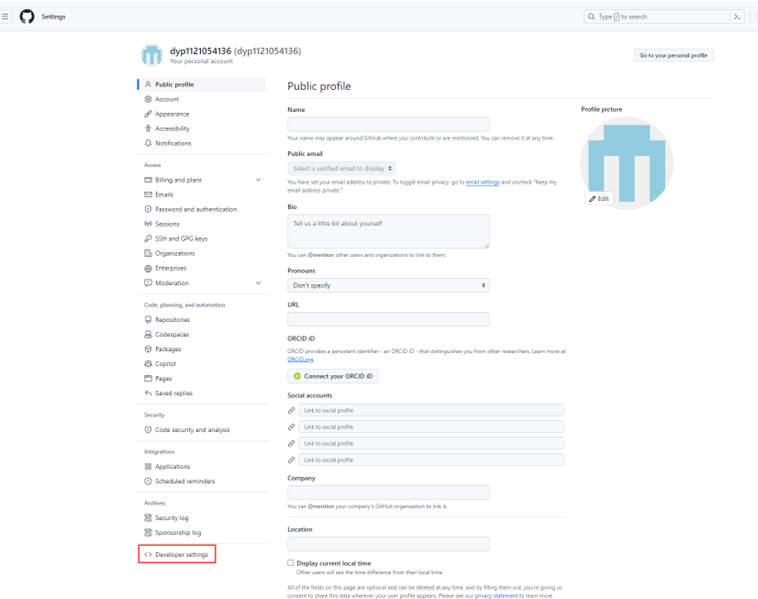 Settings
Type / to search
dyp1121054136 (dyp1121054136)
Your personal account
Go to your personal profile
Public profile
Account
Appearance
Accessibility
Notifications
Access
Billing and plans
Emails
Password and authentication
Sessions
SSH and GPG keys
Organizations
Enterprises
Moderation
Code, planning, and automation
Repositories
Codespaces
Packages
Copilot
Pages
Saved replies
Security
Code security and analysis
Integrations
Applications
Scheduled reminders
Archives
Security log
Sponsorship log
Developer settings
Public profile
Name
Your name may appear around GitHub where you contribute or are mentioned. You can remove it at any time.
Public email
Select a verified email to display
You have set your email address to private. To toggle email privacy, go to email settings and uncheck "Keep my
email address private."
Bio
Tell us a little bit about yourself
You can @mention other users and organizations to link to them.
Pronouns
Don't specify
URL
ORCID iD
ORCID provides a persistent identifier - an ORCID iD - that distinguishes you from other researchers. Learn more at
ORCID.org.
Connect your ORCID iD
Social accounts
Link to social profile
Link to social profile
Link to social profile
Link to social profile
Company
You can @mention your company's GitHub organization to link it.
Location
Display current local time
Other users will see the time difference from their local time.
All of the fields on this page are optional and can be deleted at any time, and by filling them out, you're giving us
consent to share this data wherever your user profile appears. Please see our privacy statement to learn more
Profile picture
Edit